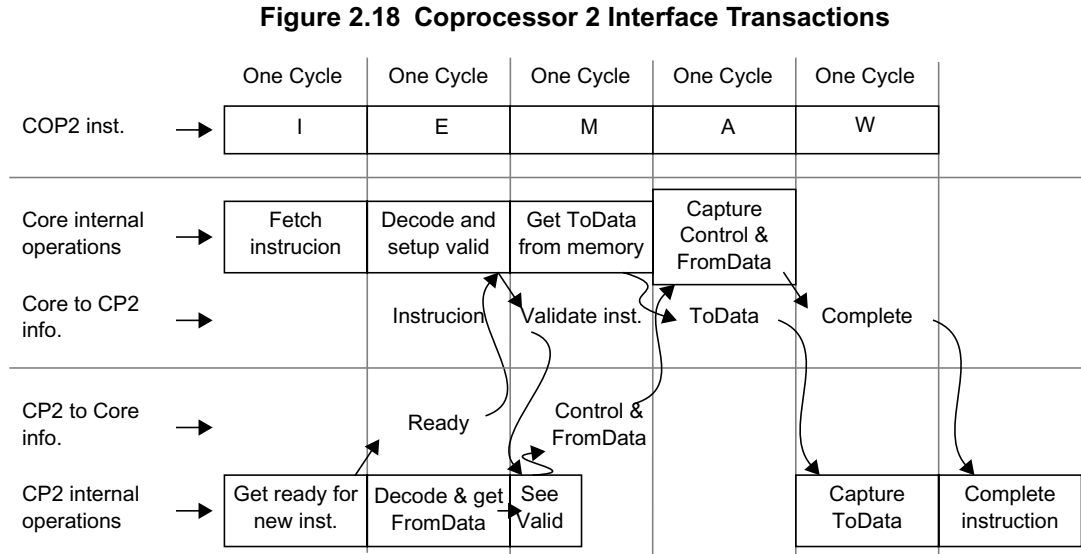 Figure 2.18 Coprocessor 2 Interface Transactions
One Cycle One Cycle One Cycle One Cycle One Cycle
COP2 inst. I E M A W
Core internal
operations
Fetch
instrucion
Decode and
setup valid
Get ToData
from memory
Capture
Control &
FromData
Core to CP2
info.
Instrucion Validate inst. ToData Complete
CP2 to Core
info.
Ready
Control &
FromData
CP2 internal
operations
Get ready for
new inst.
Decode & get
FromData
See
Valid
Capture
ToData
Complete
instruction